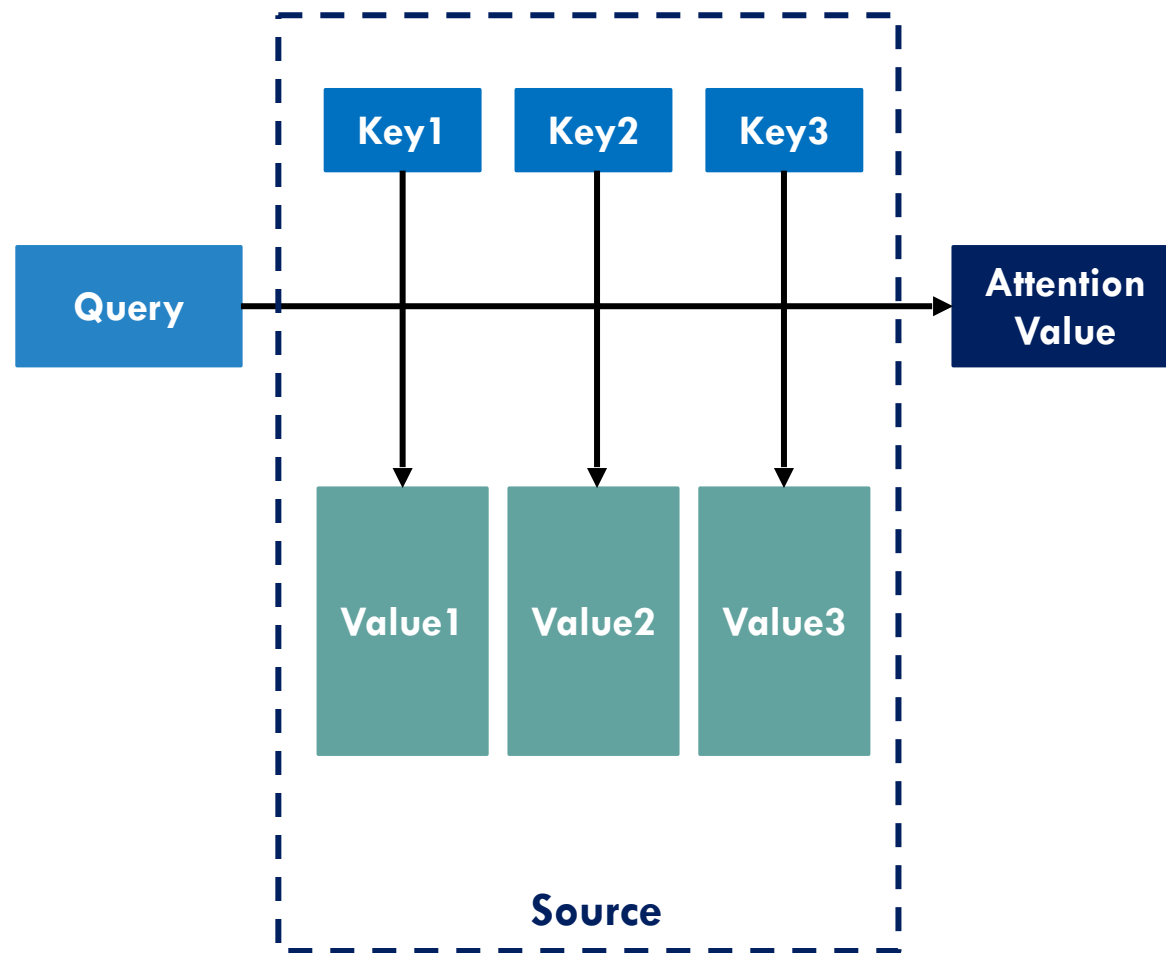 Key1
Key2
Key3
Query
Attention
Value
Value1
Value2
Value3
Source